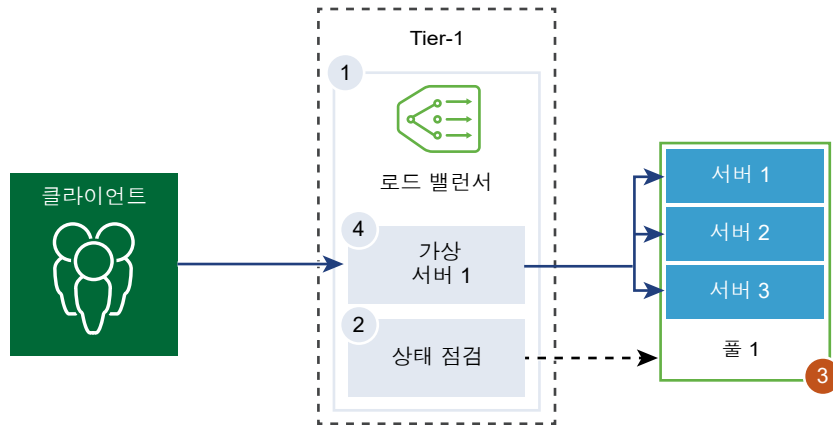 Tier-1
1
로드 밸런서
클라이언트
4
가상
서버 1
2
상태 점검
서버 1
서버 2
서버 3
풀 1
3